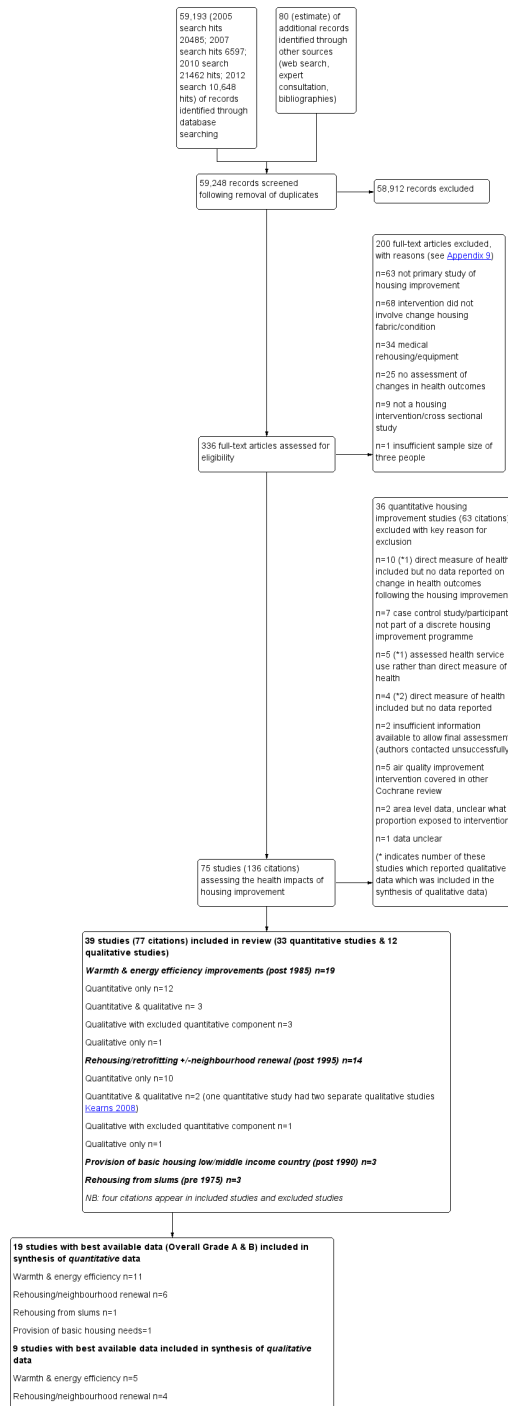 59,193 (2005
search hits
20485; 2007
search hits 6597;
2010 search
21462 hits; 2012
search 10,648
hits) of records
identified through
database
searching
80 (estimate) of
additional records
identified through
other sources
(web search,
expert
consultation,
bibliographies)
59,248 records screened
following removal of duplicates
58,912 records excluded
200 full-text articles excluded,
with reasons (see Appendix 9)
n=63 not primary study of
housing improvement
n=68 intervention did not
involve change housing
fabric/condition
n=34 medical
rehousing/equipment
n=25 no assessment of
changes in health outcomes
n=9 not a housing
intervention/cross sectional
study
n=1 insufficient sample size of
three people
336 full-text articles assessed for
eligibility
36 quantitative housing
improvement studies (63 citations)
excluded with key reason for
exclusion
n=10 (*1) direct measure of health
included but no data reported on
change in health outcomes
following the housing improvement
n=7 case control study/participant
not part of a discrete housing
improvement programme
n=5 (*1) assessed health service
use rather than direct measure of
health
n=4 (*2) direct measure of health
included but no data reported
n=2 insufficient information
available to allow final assessment
(authors contacted unsuccessfully
n=5 air quality improvement
intervention covered in other
Cochrane review
n=2 area level data, unclear what
proportion exposed to intervention
n=1 data unclear
(* indicates number of these
studies which reported qualitative
data which was included in the
synthesis of qualitative data)
75 studies (136 citations)
assessing the health impacts of
housing improvement
39 studies (77 citations) included in review (33 quantitative studies & 12
qualitative studies)
Warmth & energy efficiency improvements (post 1985) n=19
Quantitative only n=12
Quantitative & qualitative n= 3
Qualitative with excluded quantitative component n=3
Qualitative only n=1
Rehousing/retrofitting +/-neighbourhood renewal (post 1995) n=14
Quantitative only n=10
Quantitative & qualitative n=2 (one quantitative study had two separate qualitative studies
Kearns 2008)
Qualitative with excluded quantitative component n=1
Qualitative only n=1
Provision of basic housing low/middle income country (post 1990) n=3
Rehousing from slums (pre 1975) n=3
NB: four citations appear in included studies and excluded studies
19 studies with best available data (Overall Grade A & B) included in
synthesis of quantitative data
Warmth & energy efficiency n=11
Rehousing/neighbourhood renewal n=6
Rehousing from slums n=1
Provision of basic housing needs=1
9 studies with best available data included in synthesis of qualitative
data
Warmth & energy efficiency n=5
Rehousing/neighbourhood renewal n=4